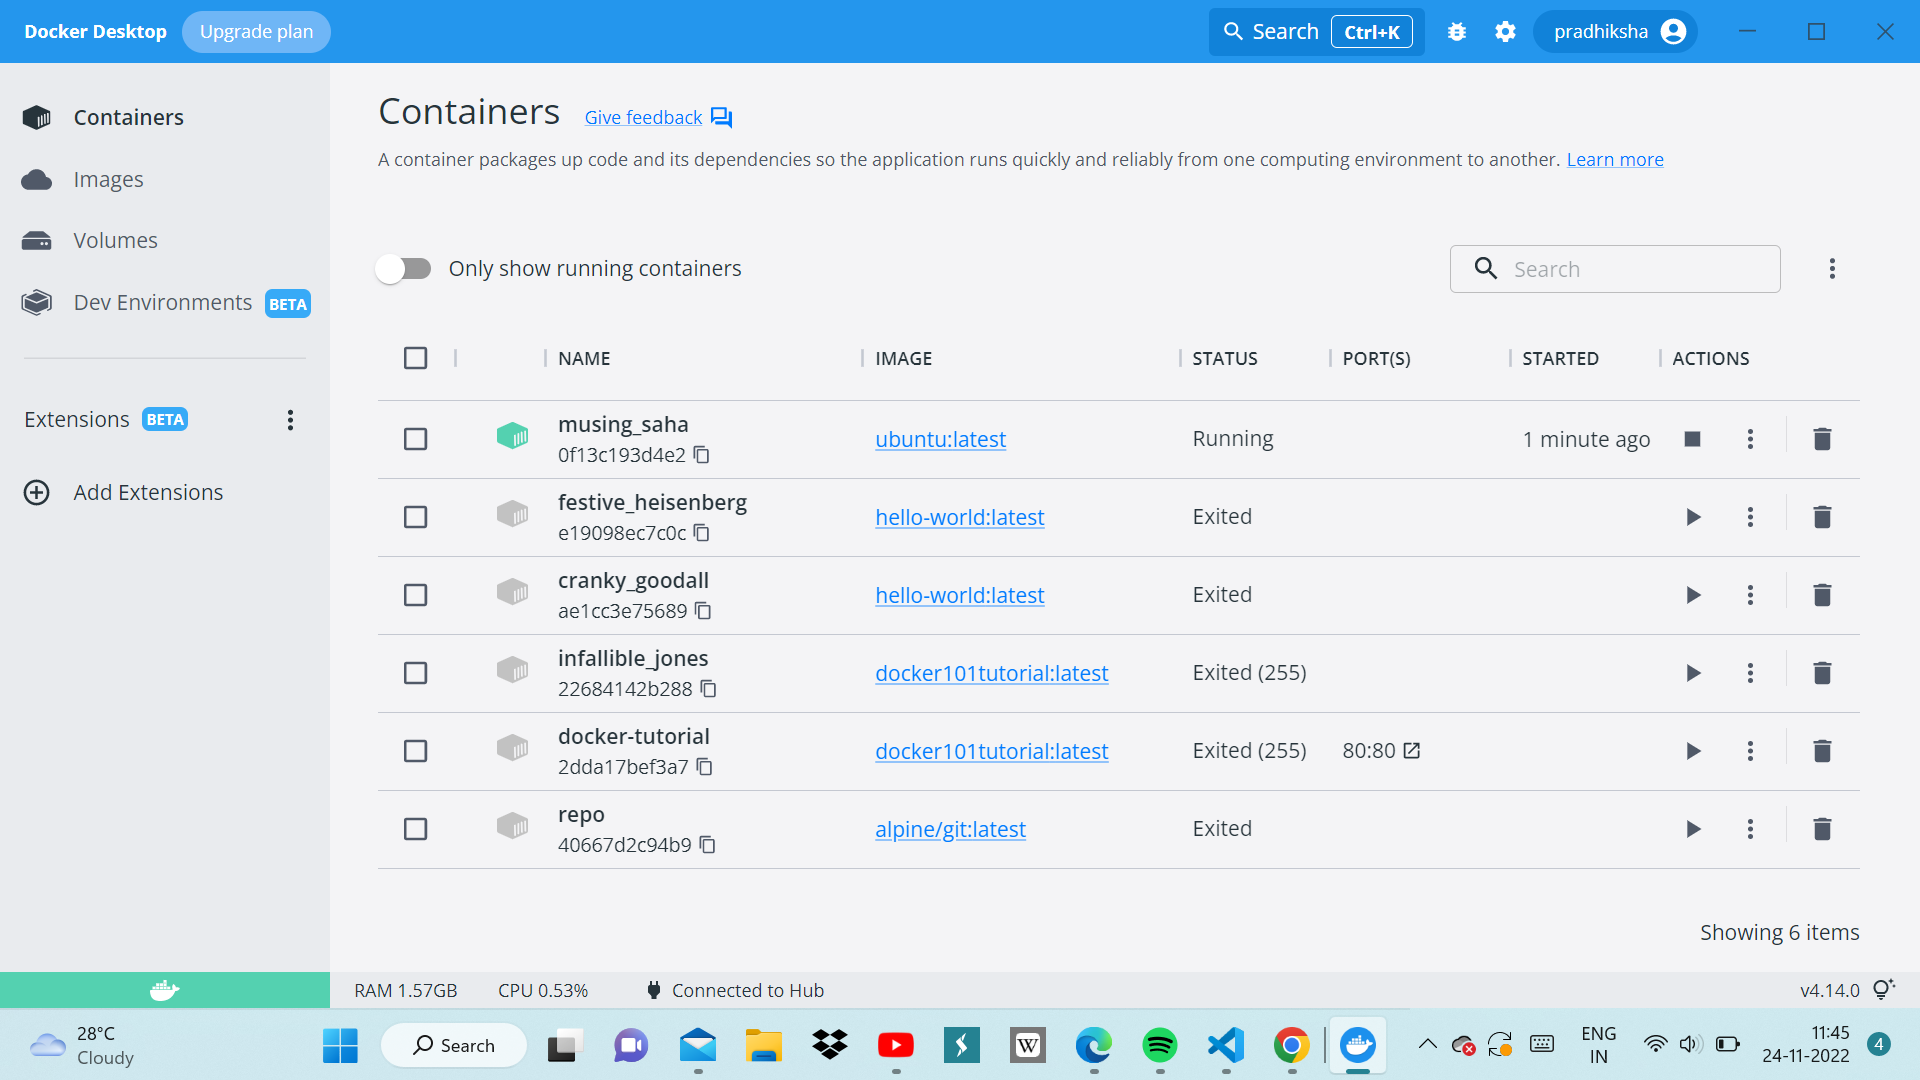 Docker Desktop Upgrade plan Search Ctrl+K pradhiksha
Containers
Images
Volumes
Dev Environments BETA
Extensions BETA
Add Extensions
Containers Give feedback
A container packages up code and its dependencies so the application runs quickly and reliably from one computing environment to another. Learn more
Only show running containers Search
NAME IMAGE STATUS PORT(S) STARTED ACTIONS
musing_saha
0f13c193d4e2 ubuntu:latest Running 1 minute ago
festive_heisenberg
e19098ec7c0c hello-world:latest Exited
cranky_goodall
ae1cc3e75689 hello-world:latest Exited
infallible_jones
22684142b288 docker101tutorial:latest Exited (255)
docker-tutorial
2dda17bef3a7 docker101tutorial:latest Exited (255) 80:80
repo
40667d2c94b9 alpine/git:latest Exited
Showing 6 items
RAM 1.57GB CPU 0.53% Connected to Hub v4.14.0
28°C
Cloudy
Search
W
ENG
IN
11:45
24-11-2022
4